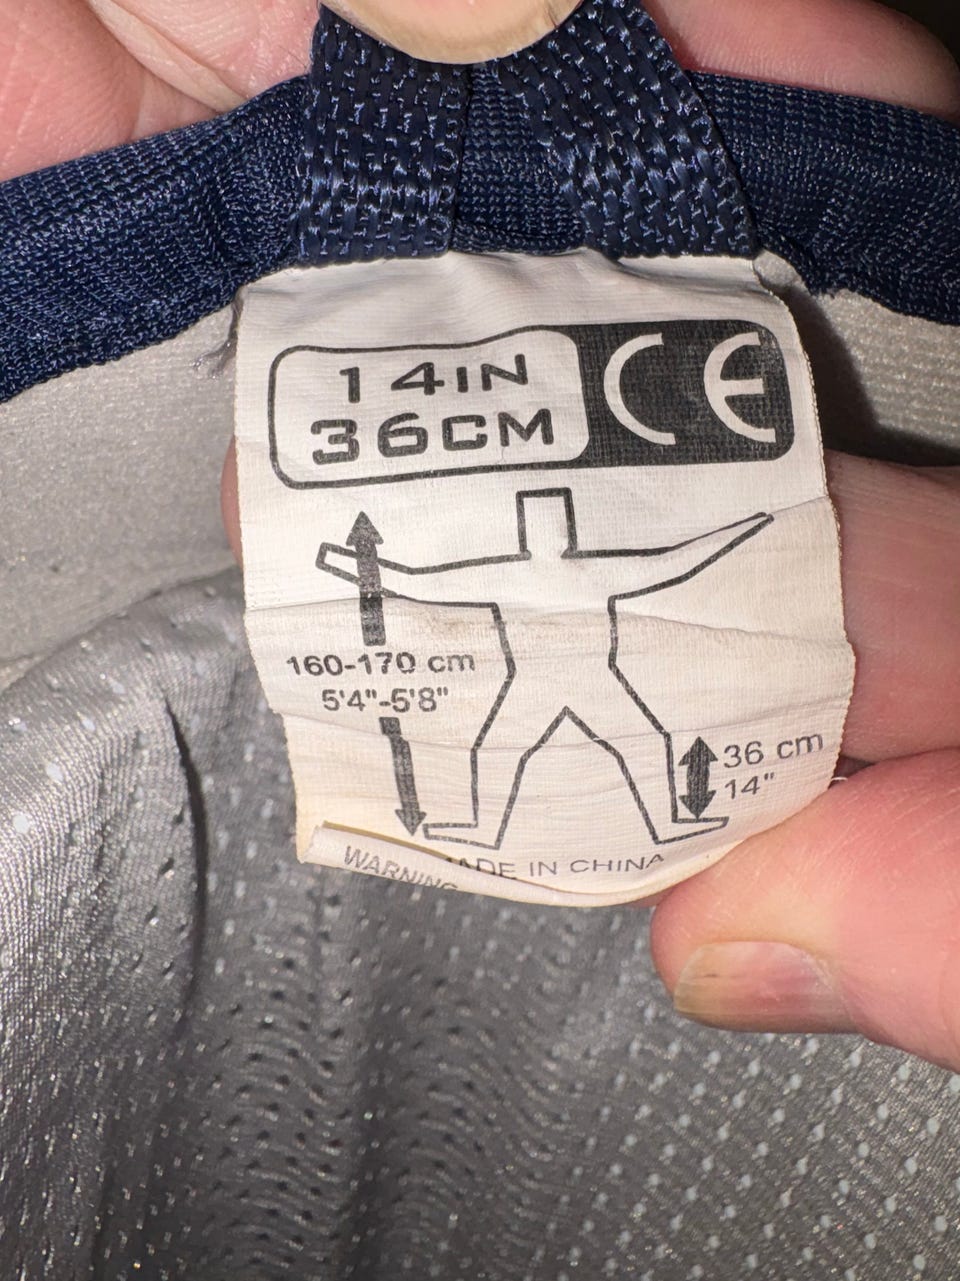 14IN
36CM
CE
160-170 cm
5'4"-5'8"
36 cm
14"
MADE IN CHINA
WARNING